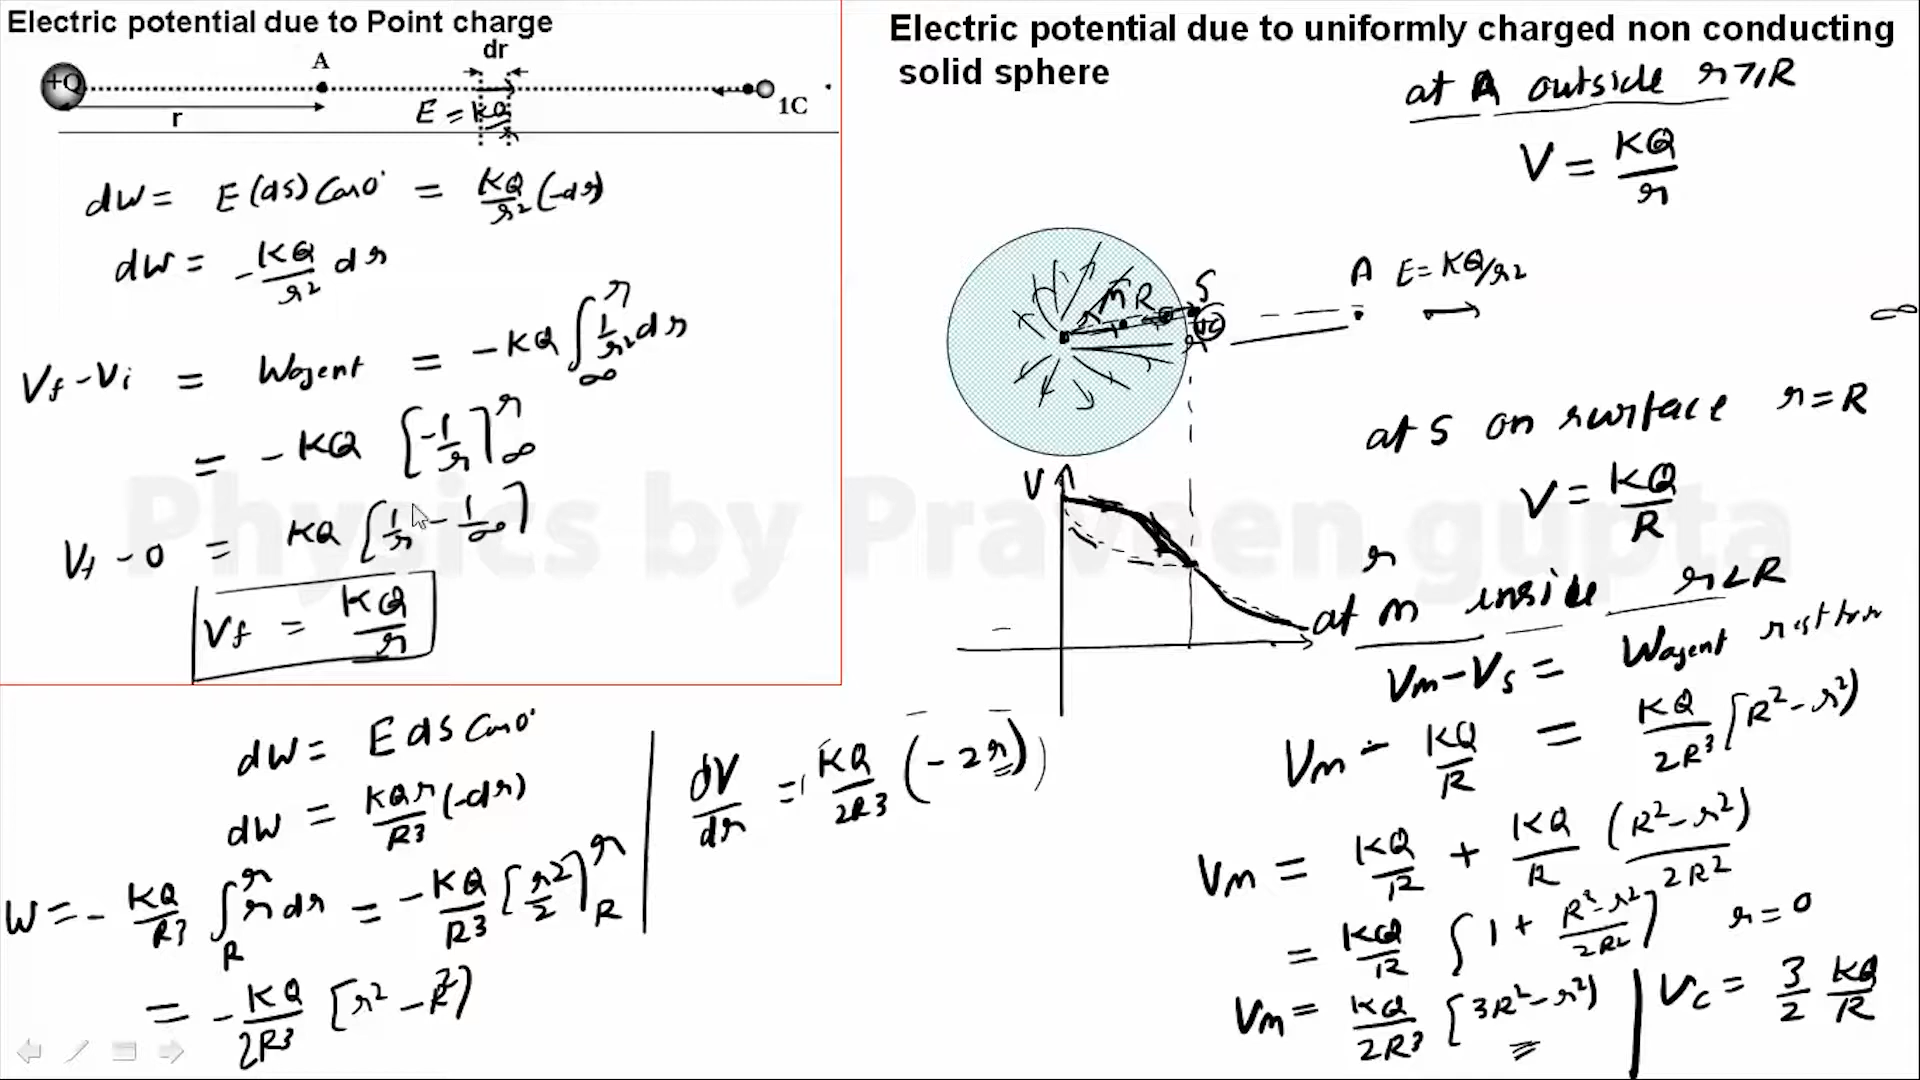 Electric potential due to Point charge
dr
A
+Q
1C
r
E = KQ/r²
dW = E (ds) Cos0° = KQ/r² (-dr)
dW = -KQ/r² dr
Vf - Vi = Wagent = -KQ ∫∞^r 1/r² dr
= -KQ [-1/r]∞^r
Vf - 0 = KQ [1/r - 1/∞]
Vf = KQ/r
dW = E ds Cos0°
dW = KQr/R³ (-dr)
W = - KQ/R³ ∫R^r r dr = -KQ/R³ [r²/2]R^r
= -KQ/2R³ [r² - R²]
dV/dr = KQ/2R³ (-2r)
Electric potential due to uniformly charged non conducting
solid sphere
at A outside r ⩾ R
V = KQ/r
S
R
A E = KQ/r²
∞
at S on surface r = R
V = KQ/R
V
r
at m inside r < R
Vm - Vs = Wagent
Vm - KQ/R = KQ/2R³ [R² - r²]
Vm = KQ/R + KQ/R (R² - r²)/2R²
= KQ/R [1 + R² - r²/2R²] r = 0
Vm = KQ/2R³ [3R² - r²]
Vc = 3/2 KQ/R
Physics by Praveen gupta